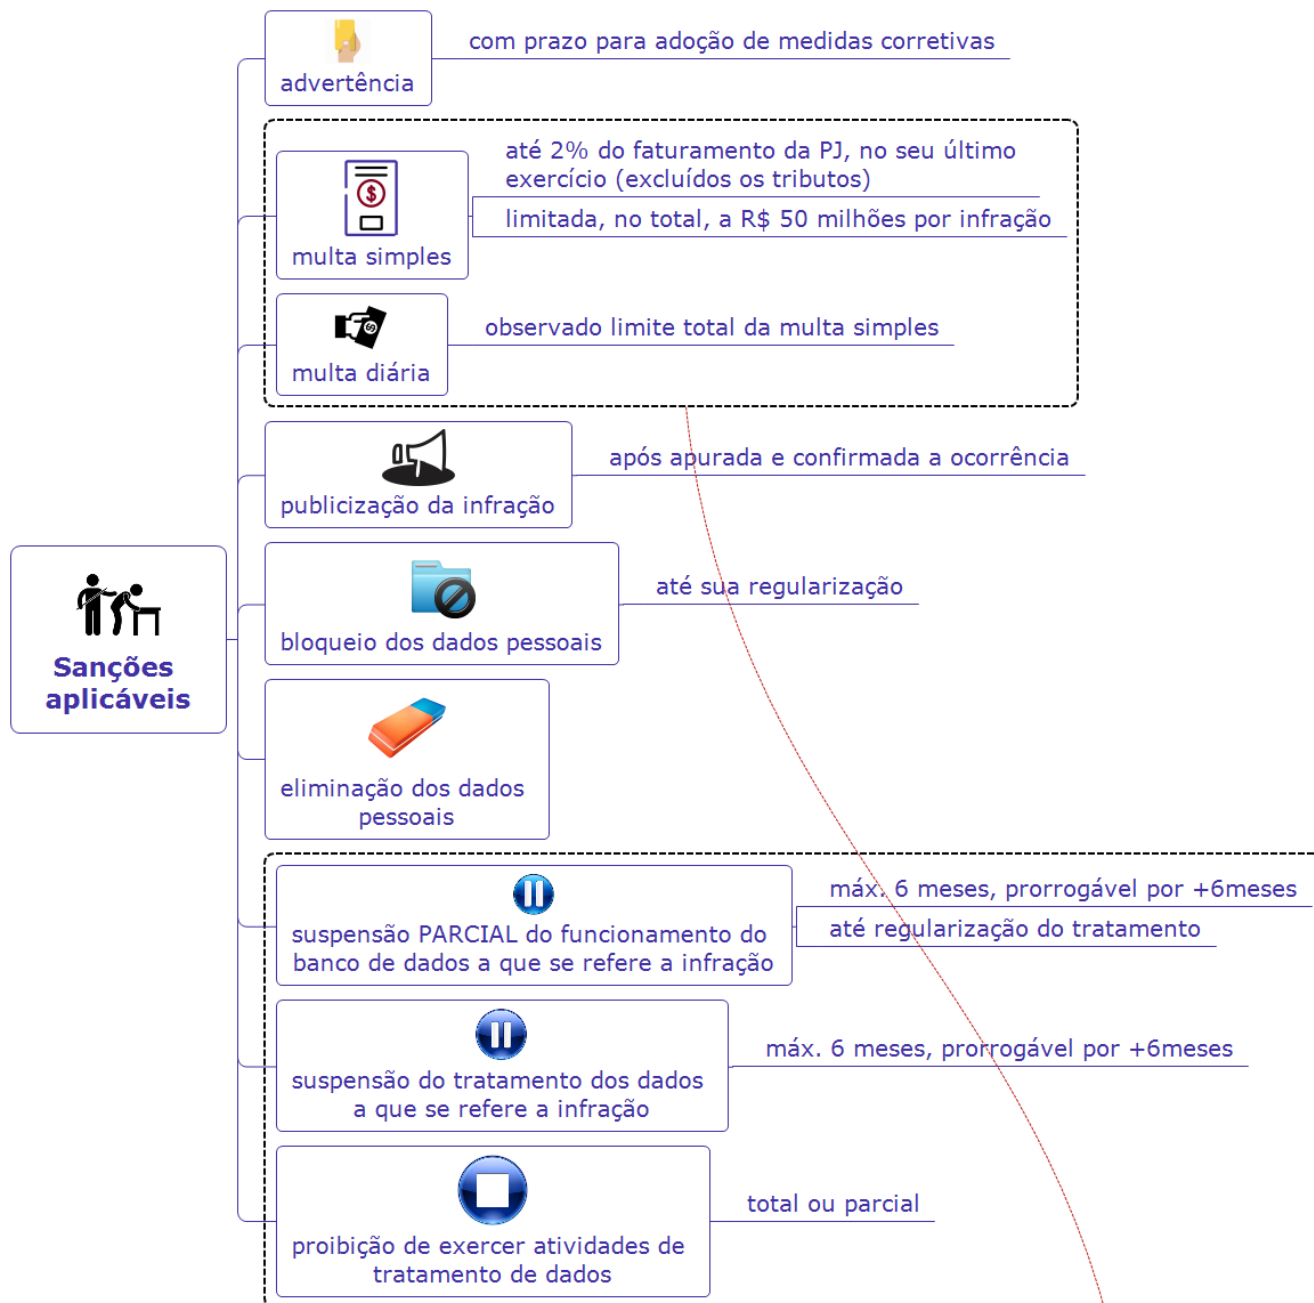 advertência
com prazo para adoção de medidas corretivas
multa simples
até 2% do faturamento da PJ, no seu último
exercício (excluídos os tributos)
limitada, no total, a R$ 50 milhões por infração
multa diária
observado limite total da multa simples
publicização da infração
após apurada e confirmada a ocorrência
Sanções
aplicáveis
bloqueio dos dados pessoais
até sua regularização
eliminação dos dados
pessoais
suspensão PARCIAL do funcionamento do
banco de dados a que se refere a infração
máx. 6 meses, prorrogável por +6meses
até regularização do tratamento
suspensão do tratamento dos dados
a que se refere a infração
máx. 6 meses, prorrogável por +6meses
proibição de exercer atividades de
tratamento de dados
total ou parcial